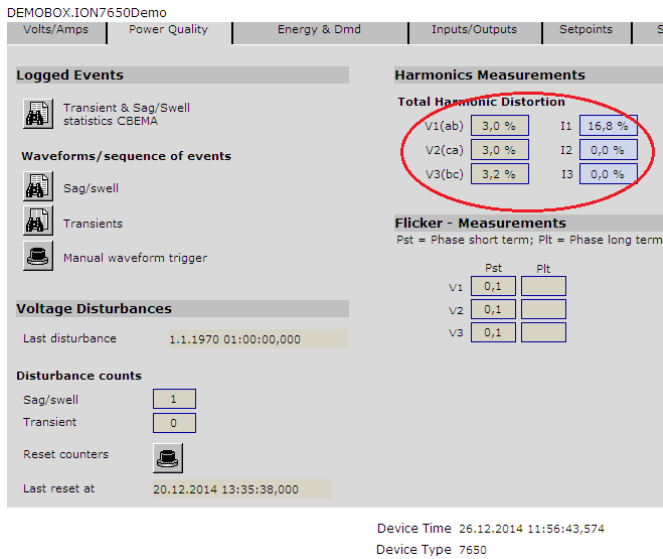 DEMOBOX.ION7650Demo
Volts/Amps Power Quality Energy & Dmd Inputs/Outputs Setpoints S
Logged Events
Transient & Sag/Swell
statistics CBEMA
Waveforms/sequence of events
Sag/swell
Transients
Manual waveform trigger
Voltage Disturbances
Last disturbance 1.1.1970 01:00:00,000
Disturbance counts
Sag/swell 1
Transient 0
Reset counters
Last reset at 20.12.2014 13:35:38,000
Harmonics Measurements
Total Harmonic Distortion
V1(ab) 3,0 % I1 16,8 %
V2(ca) 3,0 % I2 0,0 %
V3(bc) 3,2 % I3 0,0 %
Flicker - Measurements
Pst = Phase short term; Plt = Phase long term
Pst Plt
V1 0,1
V2 0,1
V3 0,1
Device Time 26.12.2014 11:56:43,574
Device Type 7650